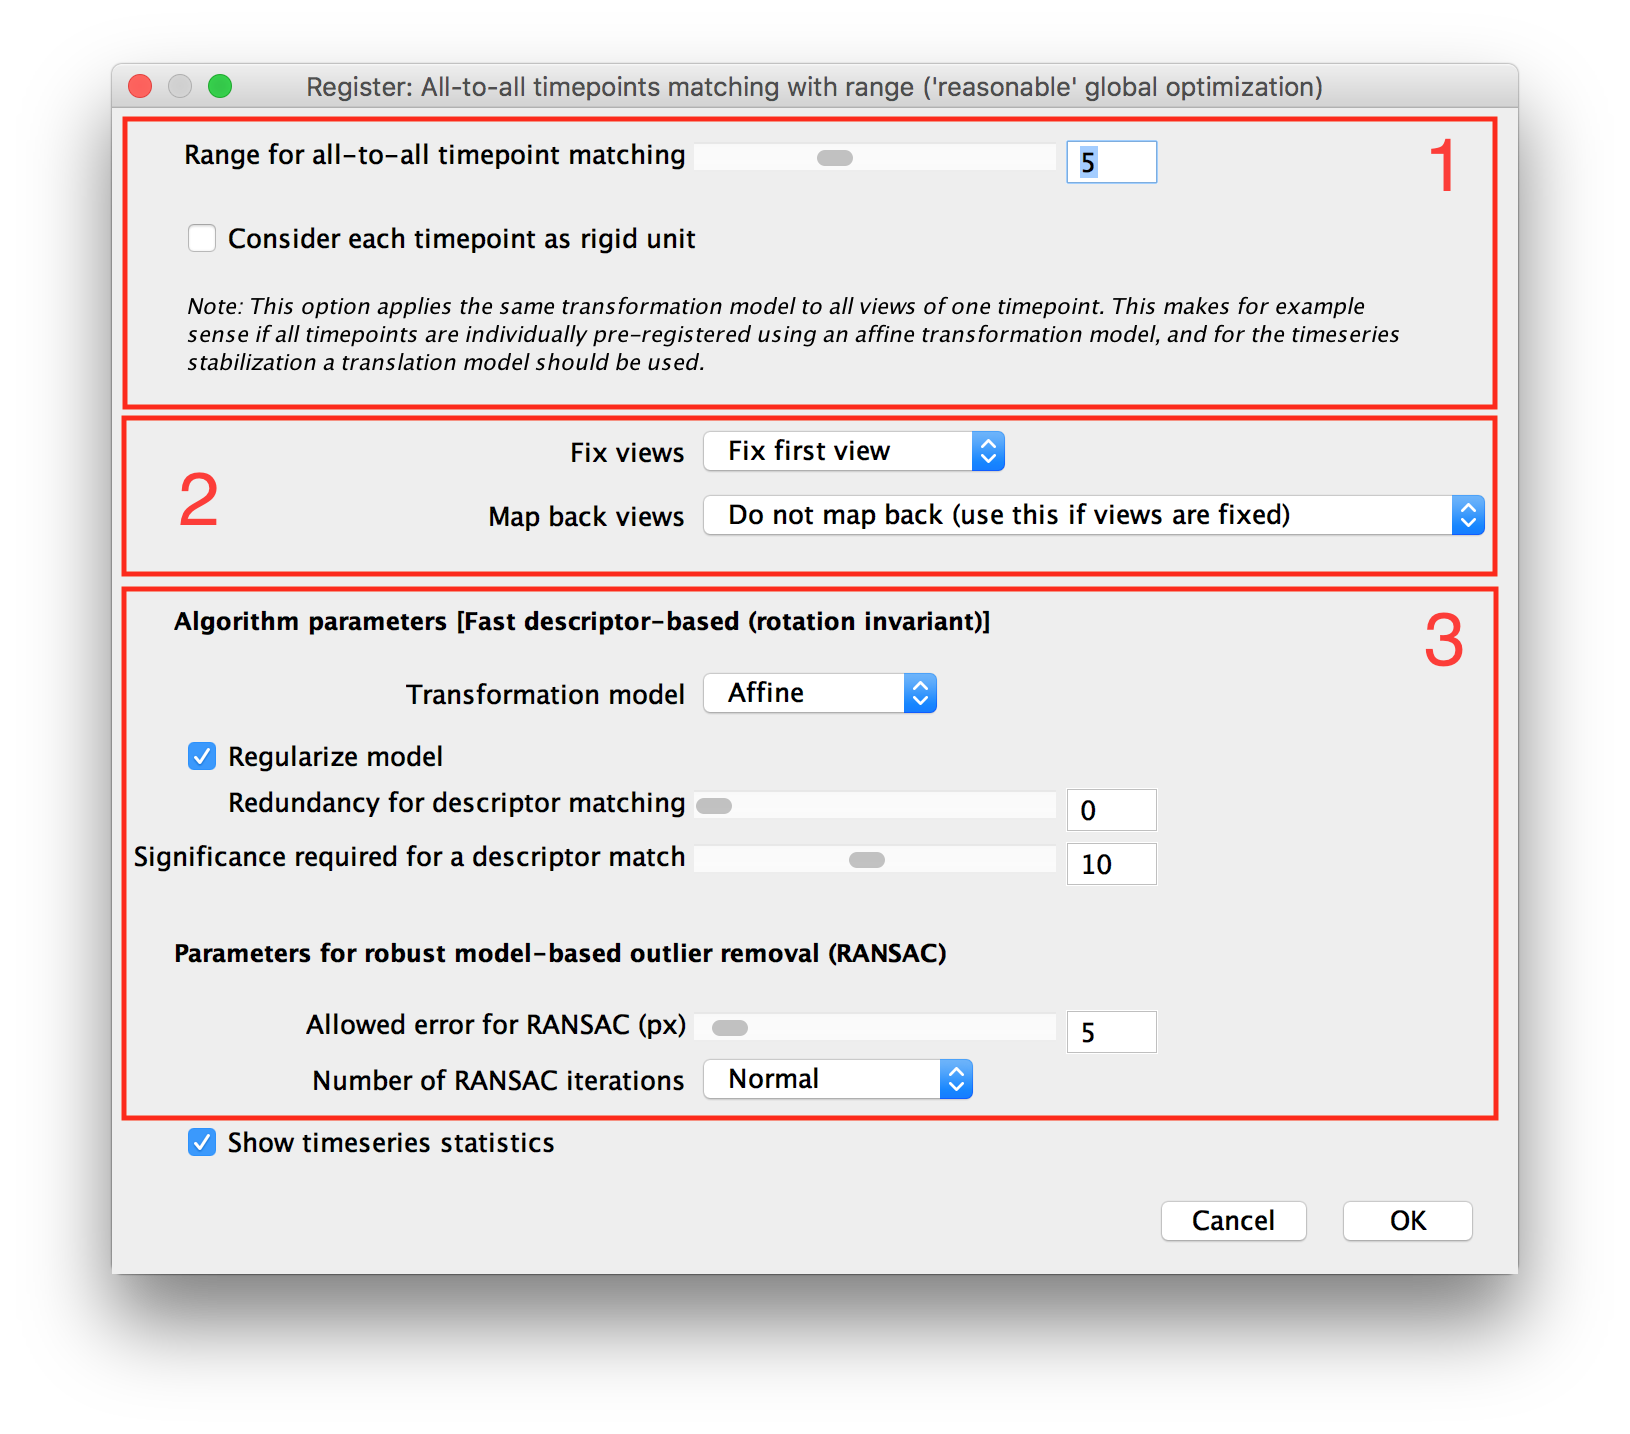 Register: All-to-all timepoints matching with range ('reasonable' global optimization)
Range for all-to-all timepoint matching 5
1
Consider each timepoint as rigid unit
Note: This option applies the same transformation model to all views of one timepoint. This makes for example
sense if all timepoints are individually pre-registered using an affine transformation model, and for the timeseries
stabilization a translation model should be used.
2
Fix views Fix first view
Map back views Do not map back (use this if views are fixed)
3
Algorithm parameters [Fast descriptor-based (rotation invariant)]
Transformation model Affine
Regularize model
Redundancy for descriptor matching 0
Significance required for a descriptor match 10
Parameters for robust model-based outlier removal (RANSAC)
Allowed error for RANSAC (px) 5
Number of RANSAC iterations Normal
Show timeseries statistics
Cancel OK